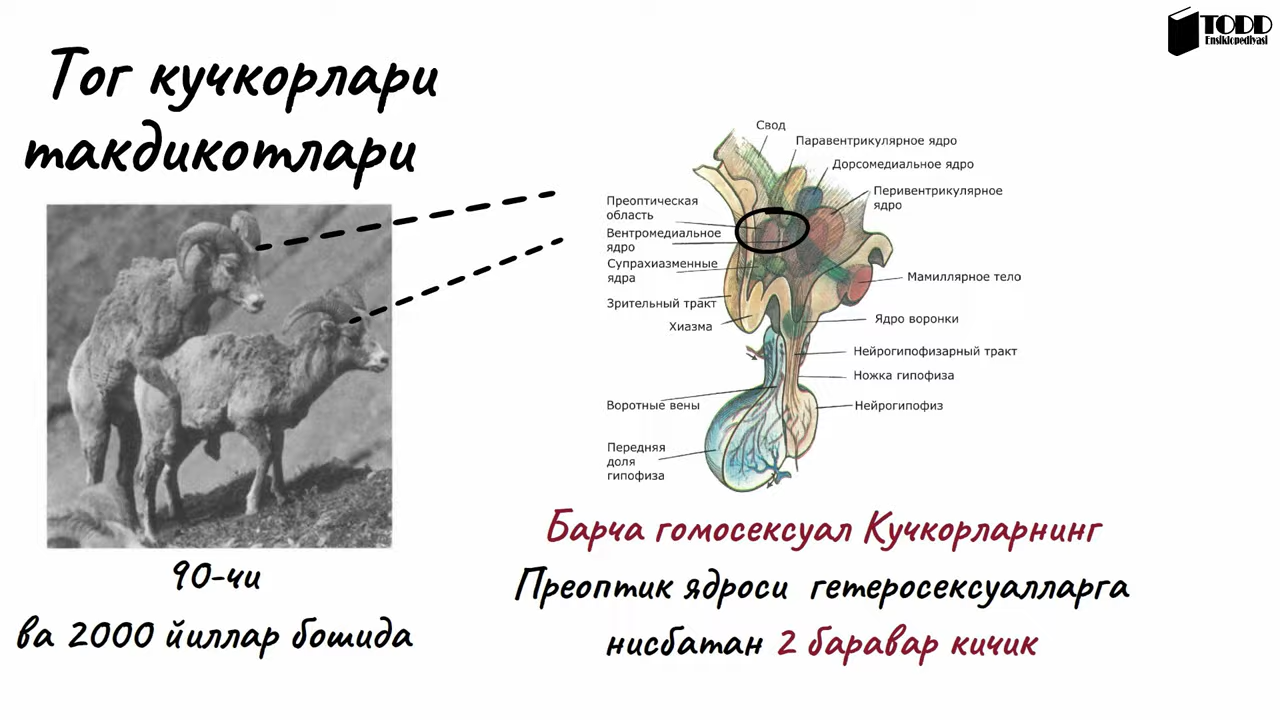 TODD
Ensiklopediyasi
Тог кучкорлари
такдикотлари
90-чи
ва 2000 йиллар бошида
Свод
Паравентрикулярное ядро
Дорсомедиальное ядро
Перивентрикулярное
ядро
Преоптическая
область
Вентромедиальное
ядро
Супрахиазменные
ядра
Зрительный тракт
Хиазма
Мамиллярное тело
Ядро воронки
Нейрогипофизарный тракт
Ножка гипофиза
Нейрогипофиз
Воротные вены
Передняя
доля
гипофиза
Барча гомосексуал Кучкорларнинг
Преоптик ядроси гетеросексуалларга
нисбатан 2 баравар кичик